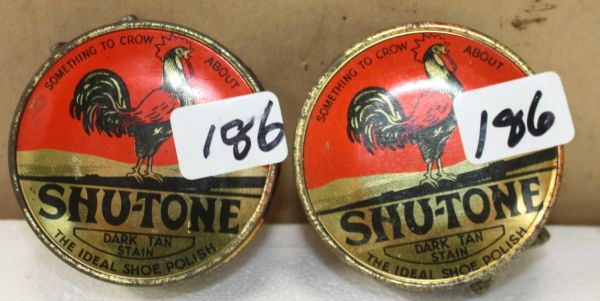 SOMETHING TO CROW ABOUT
186
SHU-TONE
DARK TAN
STAIN
THE IDEAL SHOE POLISH
SOMETHING TO CROW ABOUT
186
SHU-TONE
DARK TAN
STAIN
THE IDEAL SHOE POLISH